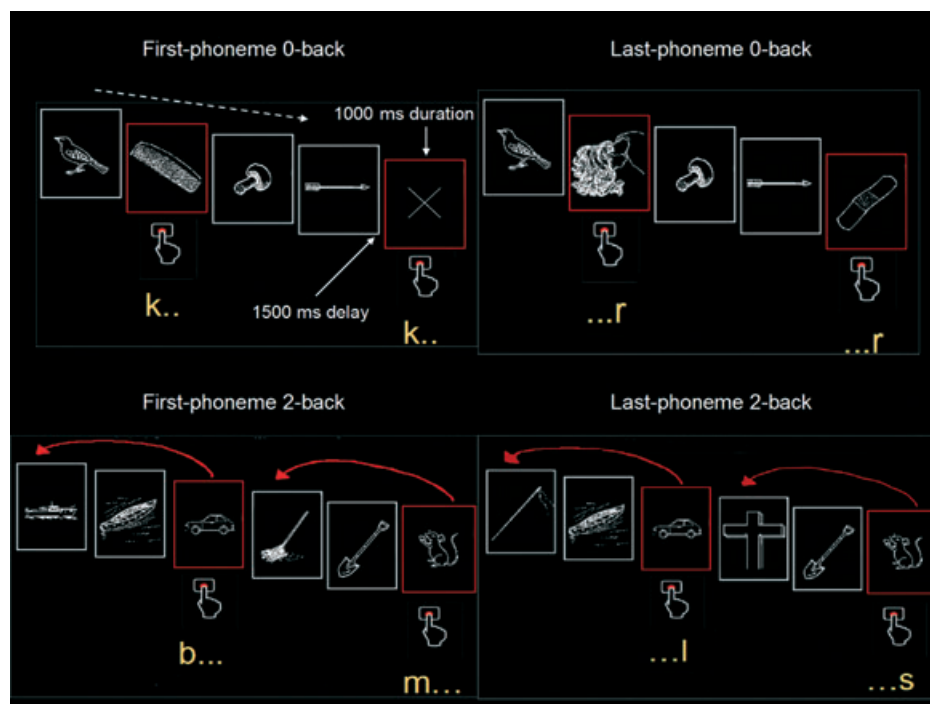 First-phoneme 0-back
Last-phoneme 0-back
1000 ms duration
1500 ms delay
k..
k..
...r
...r
First-phoneme 2-back
Last-phoneme 2-back
b...
m...
...l
...s